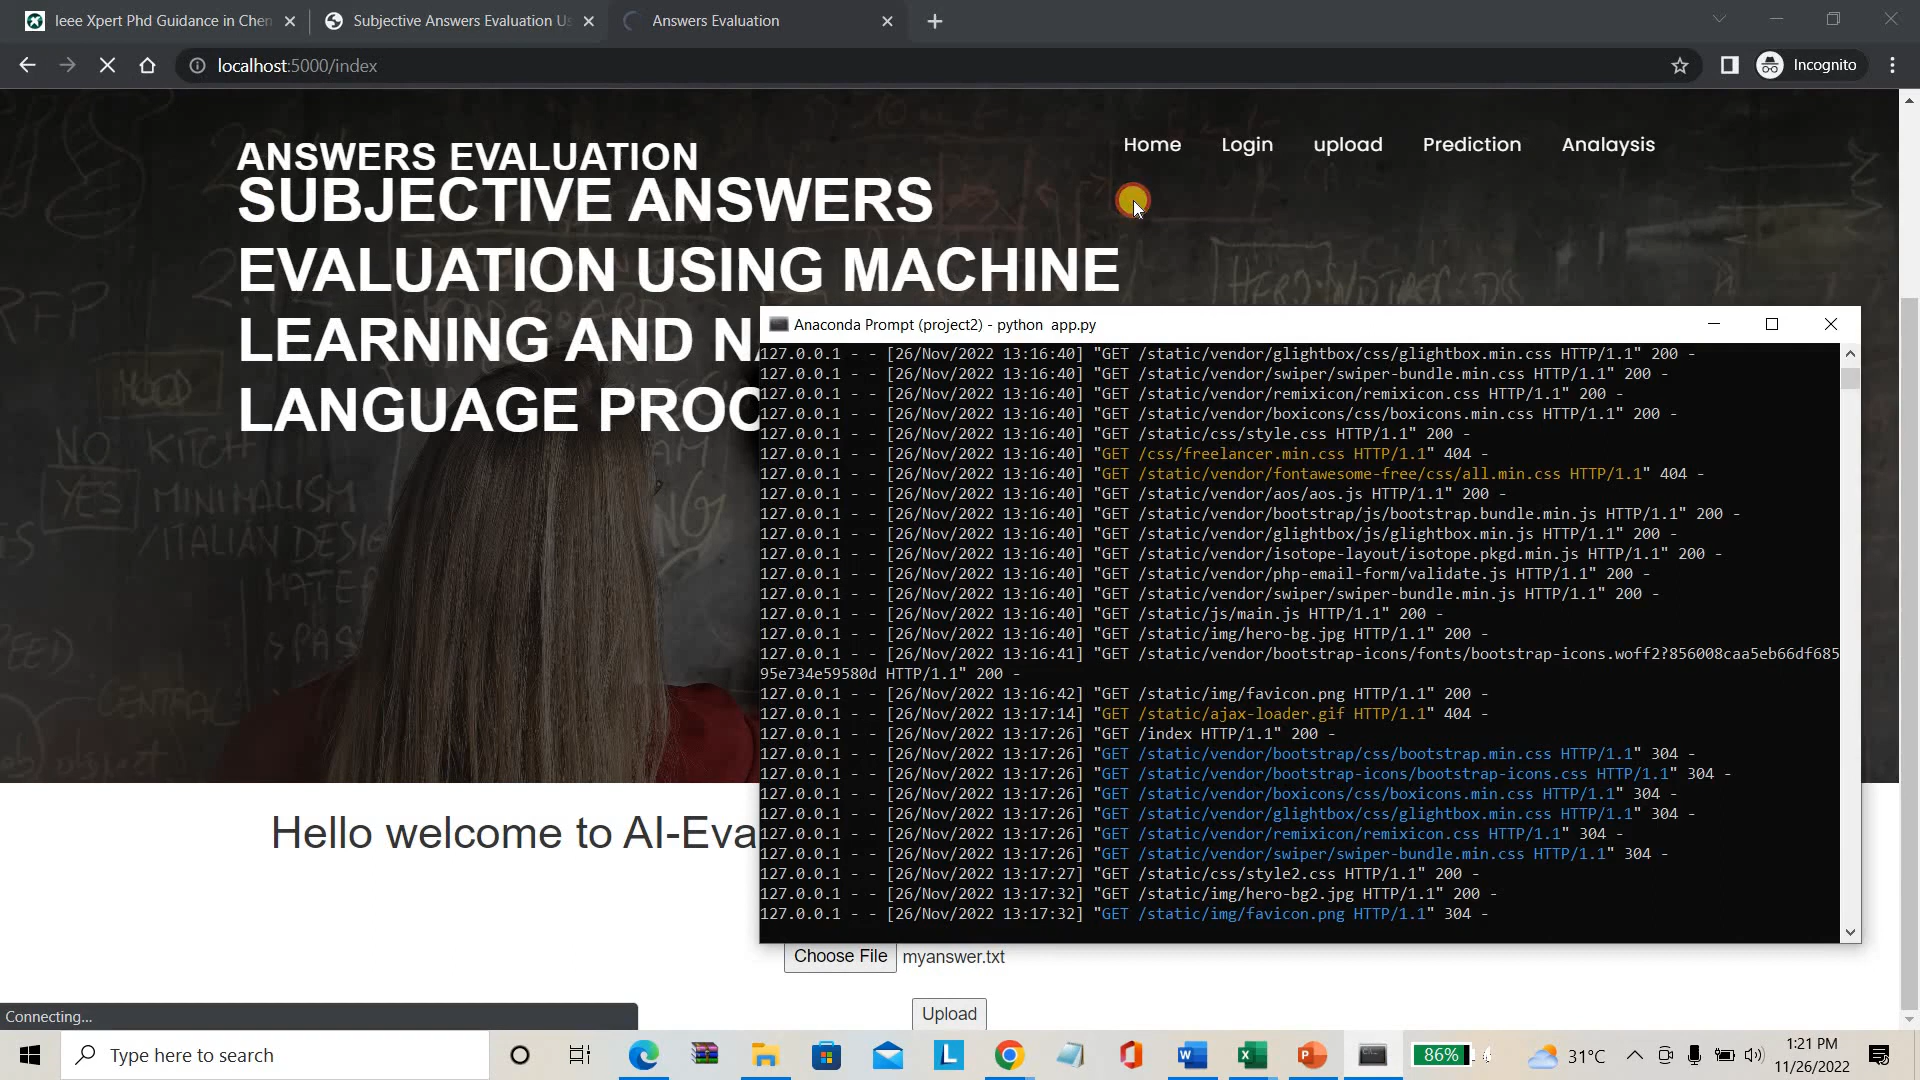 Ieee Xpert Phd Guidance in Chen
Subjective Answers Evaluation Us
Answers Evaluation
localhost:5000/index
Incognito
ANSWERS EVALUATION
Home Login upload Prediction Analaysis
SUBJECTIVE ANSWERS
EVALUATION USING MACHINE
LEARNING AND NA
LANGUAGE PROC
NO KITCH
YES MINIMALISM
/ITALIAN DESIG
Anaconda Prompt (project2) - python  app.py
127.0.0.1 - - [26/Nov/2022 13:16:40] "GET /static/vendor/glightbox/css/glightbox.min.css HTTP/1.1" 200 -
127.0.0.1 - - [26/Nov/2022 13:16:40] "GET /static/vendor/swiper/swiper-bundle.min.css HTTP/1.1" 200 -
127.0.0.1 - - [26/Nov/2022 13:16:40] "GET /static/vendor/remixicon/remixicon.css HTTP/1.1" 200 -
127.0.0.1 - - [26/Nov/2022 13:16:40] "GET /static/vendor/boxicons/css/boxicons.min.css HTTP/1.1" 200 -
127.0.0.1 - - [26/Nov/2022 13:16:40] "GET /static/css/style.css HTTP/1.1" 200 -
127.0.0.1 - - [26/Nov/2022 13:16:40] "GET /css/freelancer.min.css HTTP/1.1" 404 -
127.0.0.1 - - [26/Nov/2022 13:16:40] "GET /static/vendor/fontawesome-free/css/all.min.css HTTP/1.1" 404 -
127.0.0.1 - - [26/Nov/2022 13:16:40] "GET /static/vendor/aos/aos.js HTTP/1.1" 200 -
127.0.0.1 - - [26/Nov/2022 13:16:40] "GET /static/vendor/bootstrap/js/bootstrap.bundle.min.js HTTP/1.1" 200 -
127.0.0.1 - - [26/Nov/2022 13:16:40] "GET /static/vendor/glightbox/js/glightbox.min.js HTTP/1.1" 200 -
127.0.0.1 - - [26/Nov/2022 13:16:40] "GET /static/vendor/isotope-layout/isotope.pkgd.min.js HTTP/1.1" 200 -
127.0.0.1 - - [26/Nov/2022 13:16:40] "GET /static/vendor/php-email-form/validate.js HTTP/1.1" 200 -
127.0.0.1 - - [26/Nov/2022 13:16:40] "GET /static/vendor/swiper/swiper-bundle.min.js HTTP/1.1" 200 -
127.0.0.1 - - [26/Nov/2022 13:16:40] "GET /static/js/main.js HTTP/1.1" 200 -
127.0.0.1 - - [26/Nov/2022 13:16:40] "GET /static/img/hero-bg.jpg HTTP/1.1" 200 -
127.0.0.1 - - [26/Nov/2022 13:16:41] "GET /static/vendor/bootstrap-icons/fonts/bootstrap-icons.woff2?856008caa5eb66df685
95e734e59580d HTTP/1.1" 200 -
127.0.0.1 - - [26/Nov/2022 13:16:42] "GET /static/img/favicon.png HTTP/1.1" 200 -
127.0.0.1 - - [26/Nov/2022 13:17:14] "GET /static/ajax-loader.gif HTTP/1.1" 404 -
127.0.0.1 - - [26/Nov/2022 13:17:26] "GET /index HTTP/1.1" 200 -
127.0.0.1 - - [26/Nov/2022 13:17:26] "GET /static/vendor/bootstrap/css/bootstrap.min.css HTTP/1.1" 304 -
127.0.0.1 - - [26/Nov/2022 13:17:26] "GET /static/vendor/bootstrap-icons/bootstrap-icons.css HTTP/1.1" 304 -
127.0.0.1 - - [26/Nov/2022 13:17:26] "GET /static/vendor/boxicons/css/boxicons.min.css HTTP/1.1" 304 -
127.0.0.1 - - [26/Nov/2022 13:17:26] "GET /static/vendor/glightbox/css/glightbox.min.css HTTP/1.1" 304 -
127.0.0.1 - - [26/Nov/2022 13:17:26] "GET /static/vendor/remixicon/remixicon.css HTTP/1.1" 304 -
127.0.0.1 - - [26/Nov/2022 13:17:26] "GET /static/vendor/swiper/swiper-bundle.min.css HTTP/1.1" 304 -
127.0.0.1 - - [26/Nov/2022 13:17:27] "GET /static/css/style2.css HTTP/1.1" 200 -
127.0.0.1 - - [26/Nov/2022 13:17:32] "GET /static/img/hero-bg2.jpg HTTP/1.1" 200 -
127.0.0.1 - - [26/Nov/2022 13:17:32] "GET /static/img/favicon.png HTTP/1.1" 304 -
Hello welcome to AI-Eva
Choose File myanswer.txt
Upload
Connecting...
Type here to search
86%
31°C
1:21 PM
11/26/2022